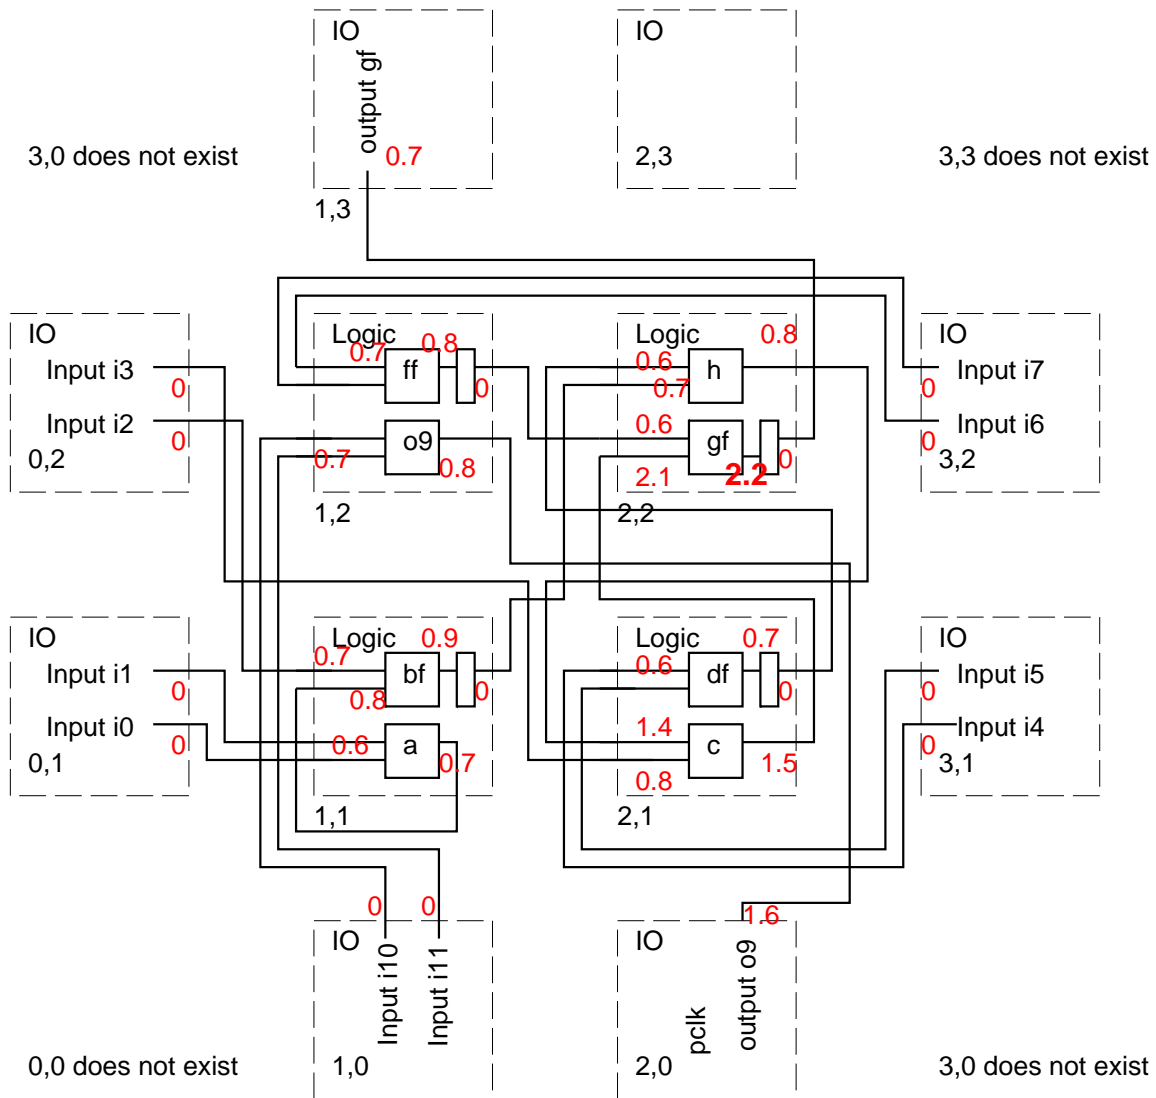 IO
output gf
0.7
1,3
IO
2,3
3,0 does not exist
3,3 does not exist
IO
Input i3
0
Input i2
0
0,2
Logic
0.7
0.8
ff
0
o9
0.7
0.8
1,2
Logic
0.8
0.6
h
0.7
0.6
gf
0
2.1
2.2
2,2
IO
Input i7
0
Input i6
0
3,2
IO
Input i1
0
Input i0
0
0,1
Logic
0.9
0.7
bf
0
0.8
a
0.6
0.7
1,1
Logic
0.7
0.6
df
0
1.4
c
1.5
0.8
2,1
IO
Input i5
0
Input i4
0
3,1
0
0
IO
Input i10
Input i11
1,0
1.6
IO
pclk
output o9
2,0
0,0 does not exist
3,0 does not exist